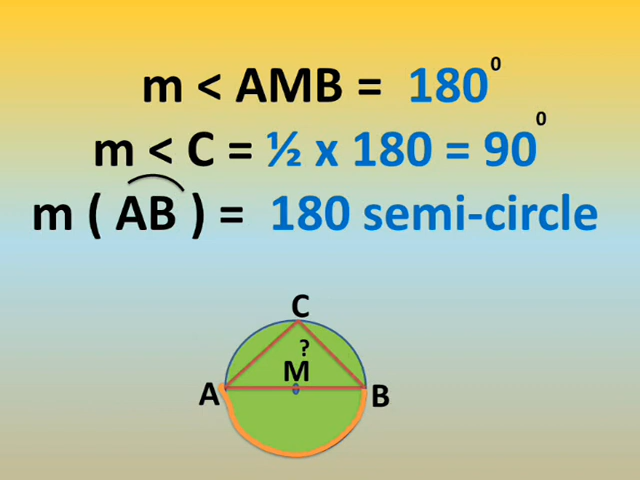 m < AMB = 180⁰
m < C = ½ x 180 = 90⁰
m ( AB ) = 180 semi-circle
C
?
M
A
B